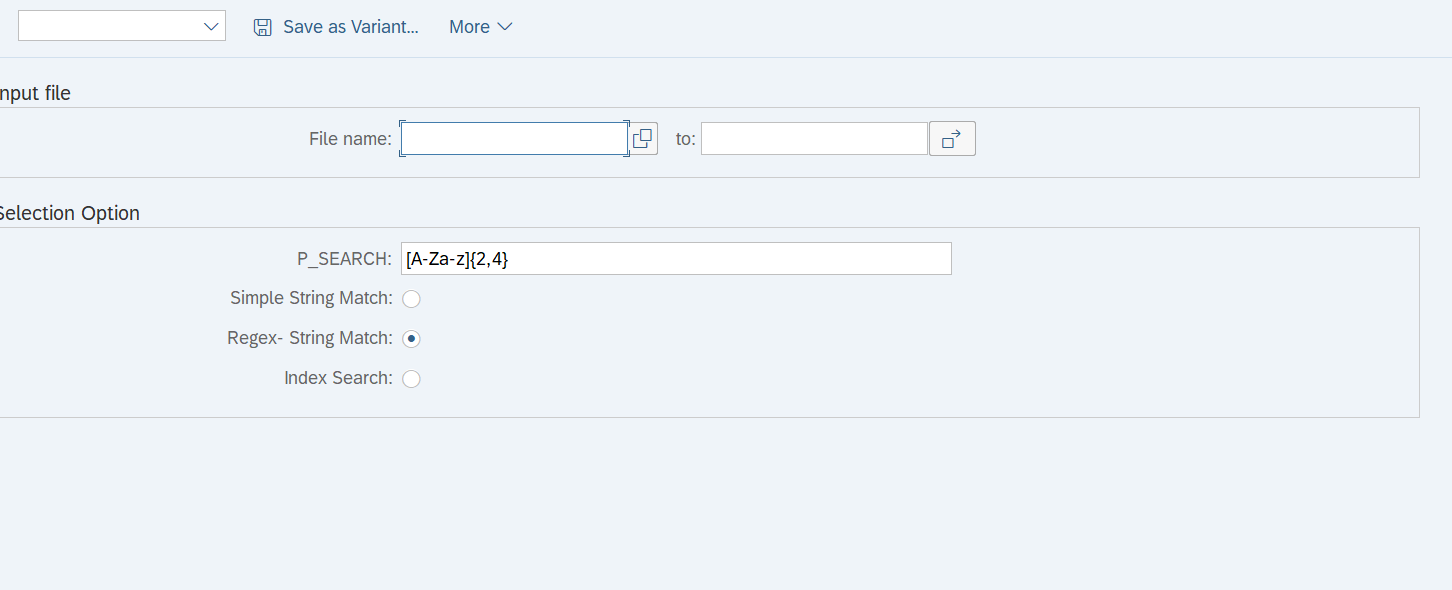 Save as Variant... More
nput file
File name: to:
Selection Option
P_SEARCH: [A-Za-z]{2,4}
Simple String Match:
Regex- String Match:
Index Search: